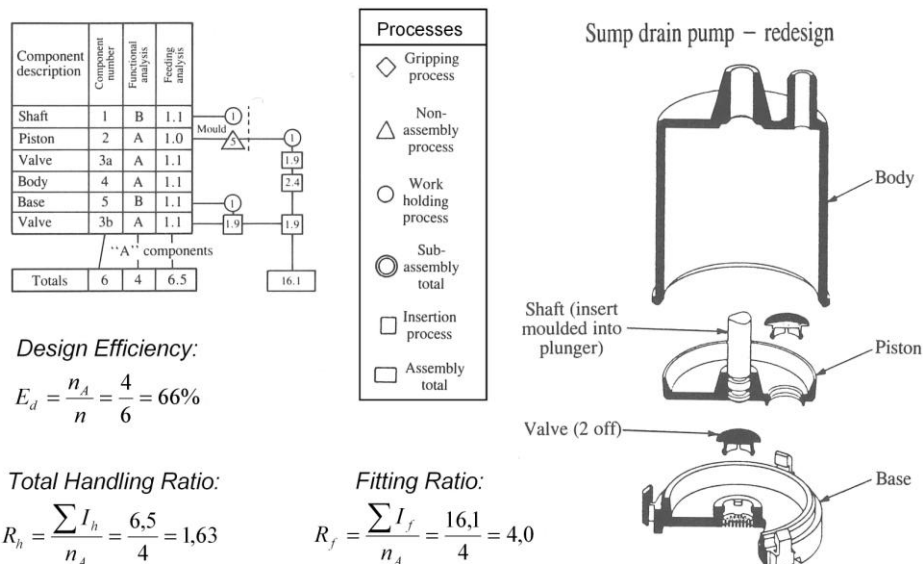 Component description
Component number
Functional analysis
Feeding analysis
Shaft 1 B 1.1 1
Mould
Piston 2 A 1.0 5 1
Valve 3a A 1.1 1.9
Body 4 A 1.1 2.4
Base 5 B 1.1 1
Valve 3b A 1.1 1.9 1.9
"A" components
Totals 6 4 6.5 16.1
Design Efficiency:
E_d = n_A / n = 4 / 6 = 66%
Total Handling Ratio:
R_h = ∑ I_h / n_A = 6,5 / 4 = 1,63
Fitting Ratio:
R_f = ∑ I_f / n_A = 16,1 / 4 = 4,0
Processes
Gripping
process
Non-
assembly
process
Work
holding
process
Sub-
assembly
total
Insertion
process
Assembly
total
Sump drain pump – redesign
Body
Shaft (insert
moulded into
plunger)
Piston
Valve (2 off)
Base